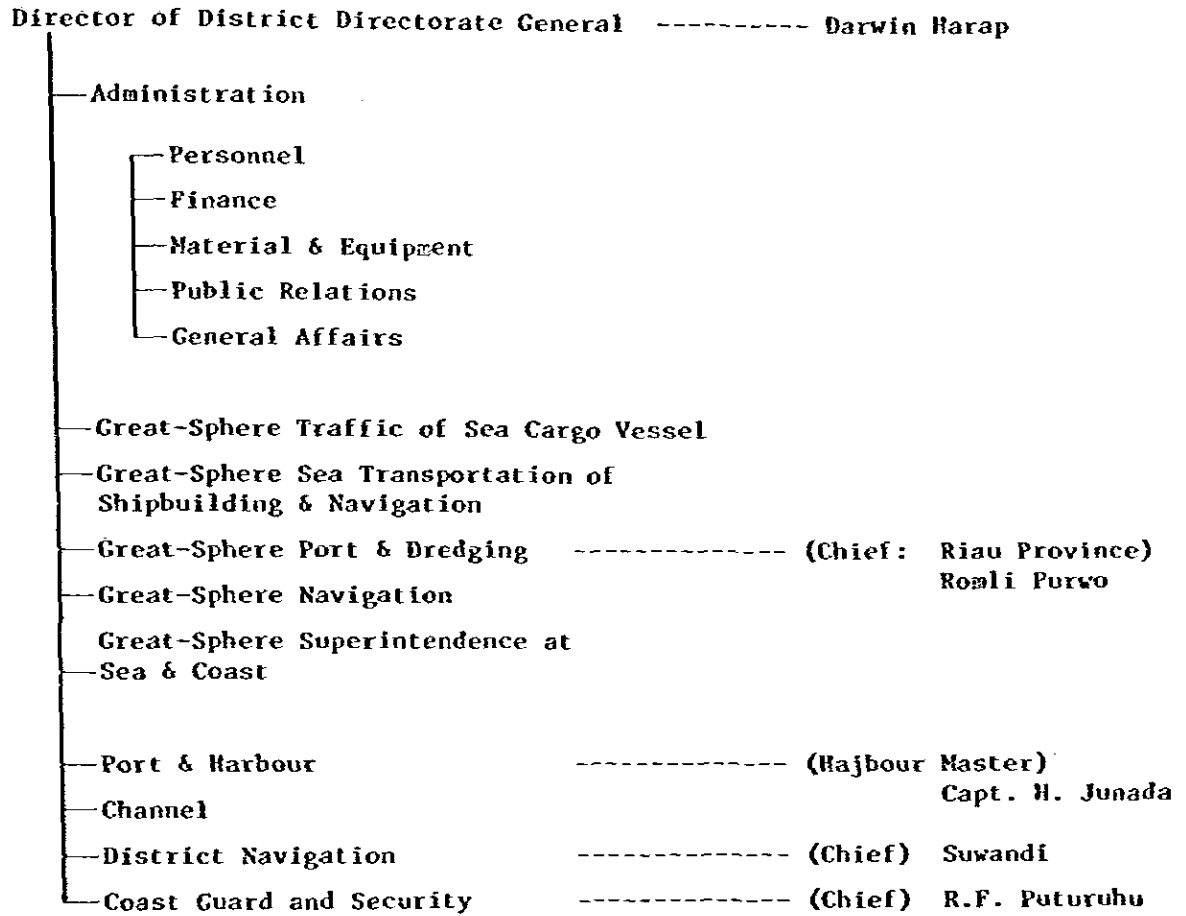 Director of District Directorate General ---------- Darwin Harap
Administration
Personnel
Finance
Material & Equipment
Public Relations
General Affairs
Great-Sphere Traffic of Sea Cargo Vessel
Great-Sphere Sea Transportation of
Shipbuilding & Navigation
Great-Sphere Port & Dredging -------------- (Chief: Riau Province)
Romli Purwo
Great-Sphere Navigation
Great-Sphere Superintendence at
Sea & Coast
Port & Harbour -------------- (Hajbour Master)
Capt. H. Junada
Channel
District Navigation -------------- (Chief) Suwandi
Coast Guard and Security -------------- (Chief) R.F. Puturuhu